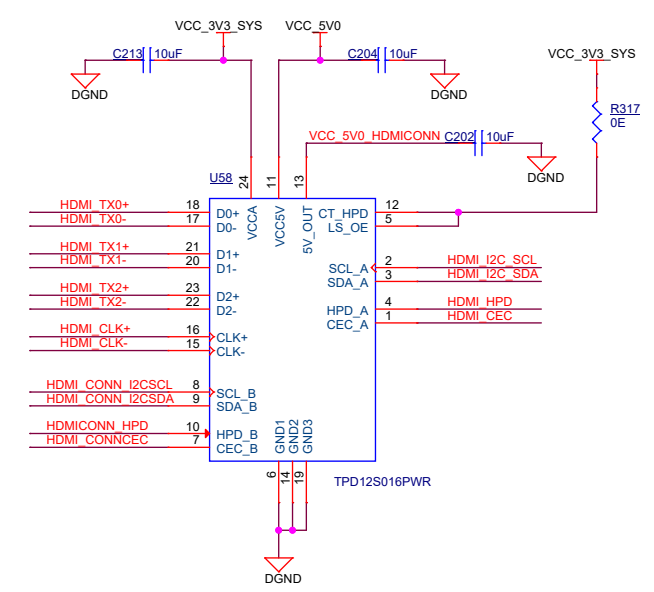 VCC_3V3_SYS
VCC_5V0
C213 10uF
C204 10uF
VCC_3V3_SYS
DGND
DGND
R317
0E
VCC_5V0_HDMICONN C202 10uF
DGND
U58
24
11
13
VCCA
VCC5V
5V_OUT
HDMI_TX0+ 18 D0+
HDMI_TX0- 17 D0-
HDMI_TX1+ 21 D1+
HDMI_TX1- 20 D1-
HDMI_TX2+ 23 D2+
HDMI_TX2- 22 D2-
HDMI_CLK+ 16 CLK+
HDMI_CLK- 15 CLK-
HDMI_CONN_I2CSCL 8 SCL_B
HDMI_CONN_I2CSDA 9 SDA_B
HDMICONN_HPD 10 HPD_B
HDMI_CONNCEC 7 CEC_B
CT_HPD 12
LS_OE 5
SCL_A 2 HDMI_I2C_SCL
SDA_A 3 HDMI_I2C_SDA
HPD_A 4 HDMI_HPD
CEC_A 1 HDMI_CEC
GND1
GND2
GND3
6
14
19
TPD12S016PWR
DGND